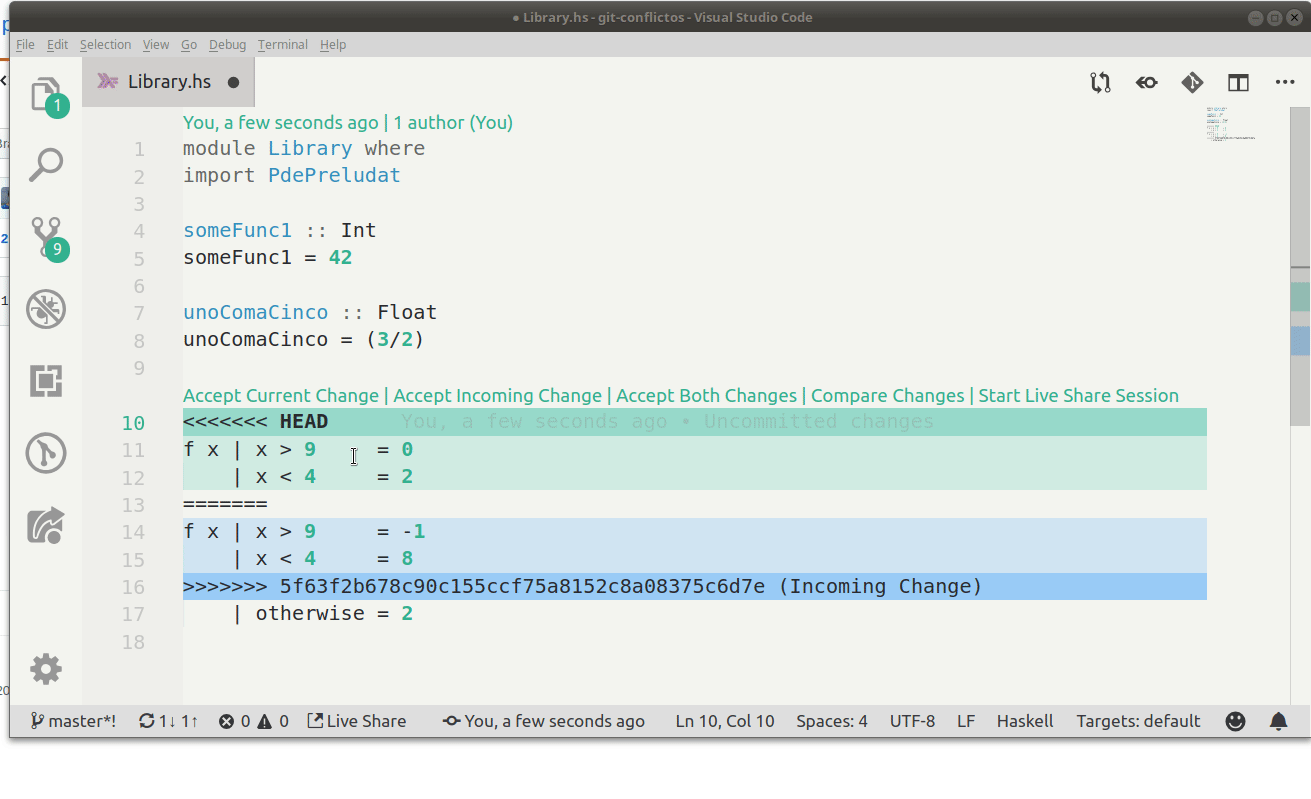 ● Library.hs - git-conflictos - Visual Studio Code
File Edit Selection View Go Debug Terminal Help
Library.hs ●
1
9
You, a few seconds ago | 1 author (You)
1 module Library where
2 import PdePreludat
3
4 someFunc1 :: Int
5 someFunc1 = 42
6
7 unoComaCinco :: Float
8 unoComaCinco = (3/2)
9
Accept Current Change | Accept Incoming Change | Accept Both Changes | Compare Changes | Start Live Share Session
10 <<<<<<< HEAD You, a few seconds ago • Uncommitted changes
11 f x | x > 9     = 0
12     | x < 4     = 2
13 =======
14 f x | x > 9     = -1
15     | x < 4     = 8
16 >>>>>>> 5f63f2b678c90c155ccf75a8152c8a08375c6d7e (Incoming Change)
17     | otherwise = 2
18
master*! 1↓ 1↑ 0 0 Live Share You, a few seconds ago Ln 10, Col 10 Spaces: 4 UTF-8 LF Haskell Targets: default